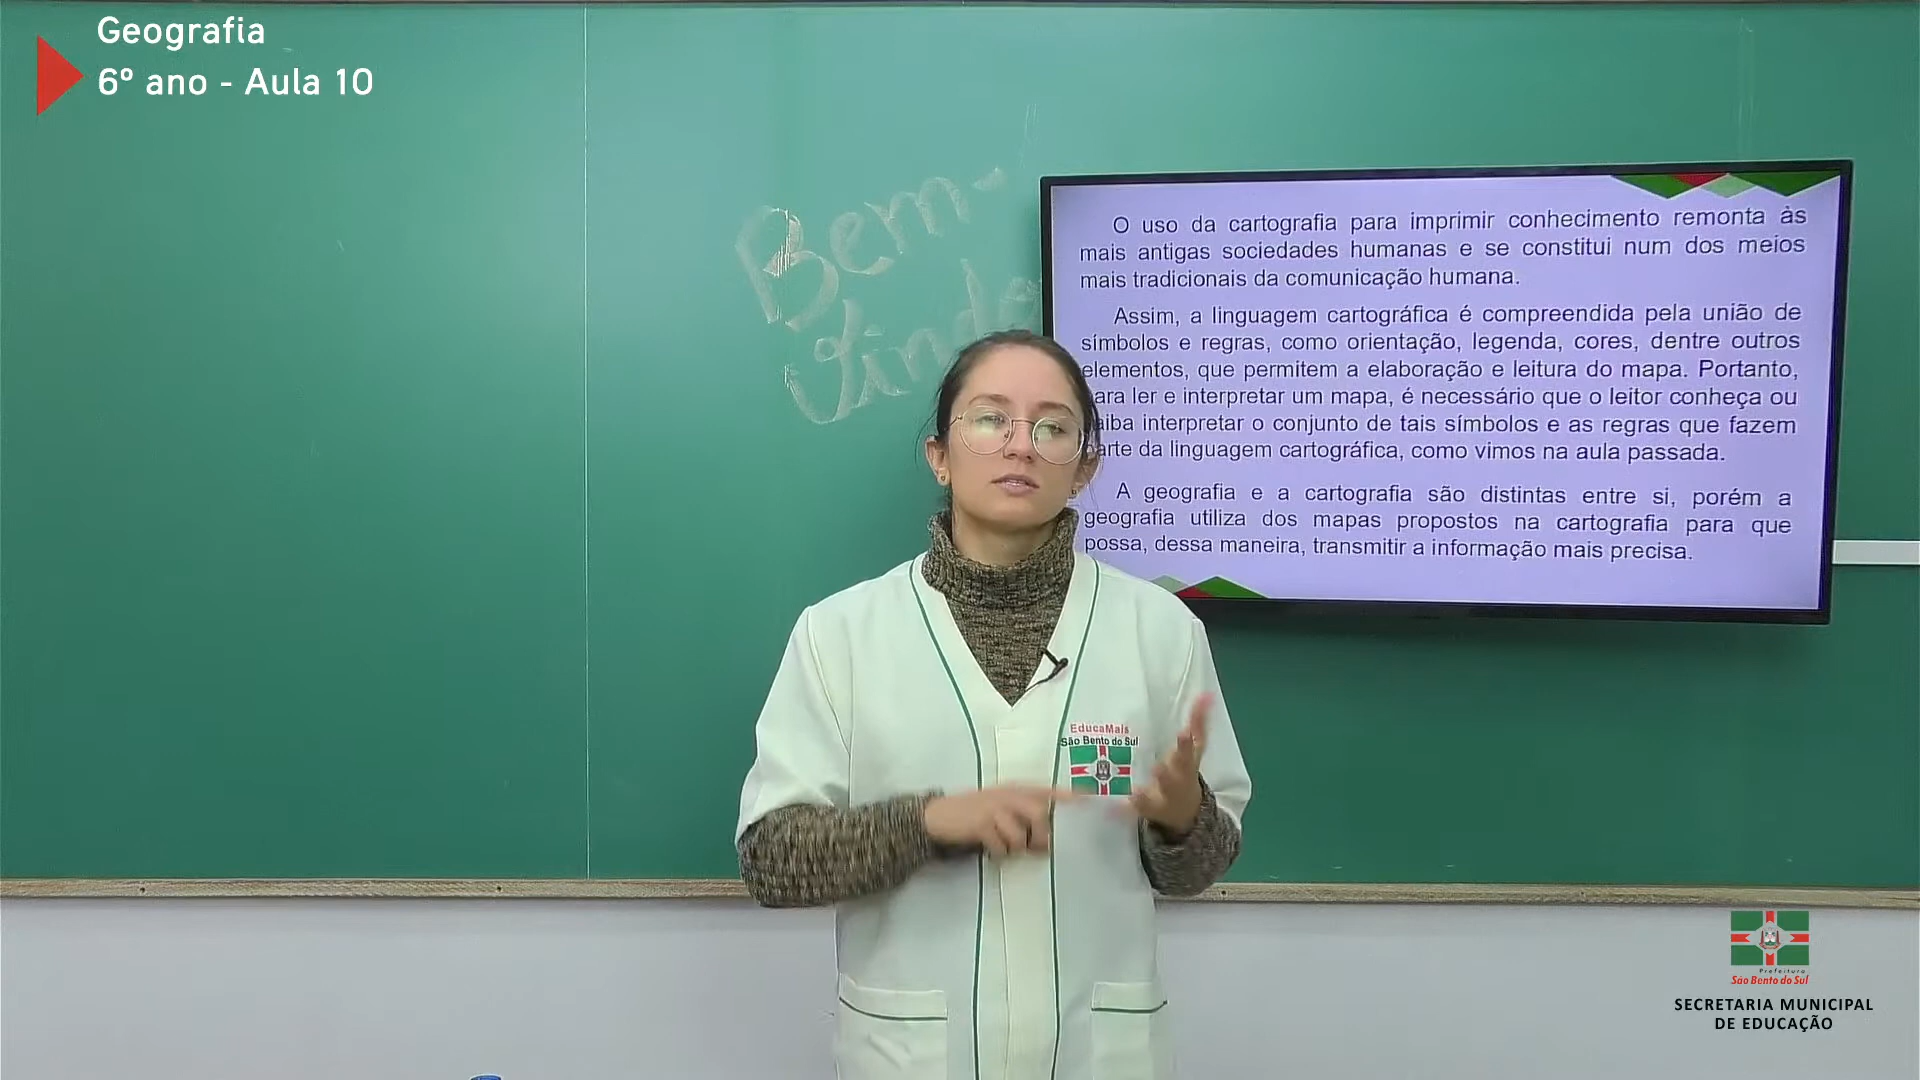 Geografia
6º ano - Aula 10
Bem-
O uso da cartografia para imprimir conhecimento remonta às
mais antigas sociedades humanas e se constitui num dos meios
mais tradicionais da comunicação humana.
Assim, a linguagem cartográfica é compreendida pela união de
símbolos e regras, como orientação, legenda, cores, dentre outros
elementos, que permitem a elaboração e leitura do mapa. Portanto,
ara ler e interpretar um mapa, é necessário que o leitor conheça ou
aiba interpretar o conjunto de tais símbolos e as regras que fazem
arte da linguagem cartográfica, como vimos na aula passada.
A geografia e a cartografia são distintas entre si, porém a
geografia utiliza dos mapas propostos na cartografia para que
possa, dessa maneira, transmitir a informação mais precisa.
EducaMais
São Bento do Sul
Prefeitura
São Bento do Sul
SECRETARIA MUNICIPAL
DE EDUCAÇÃO